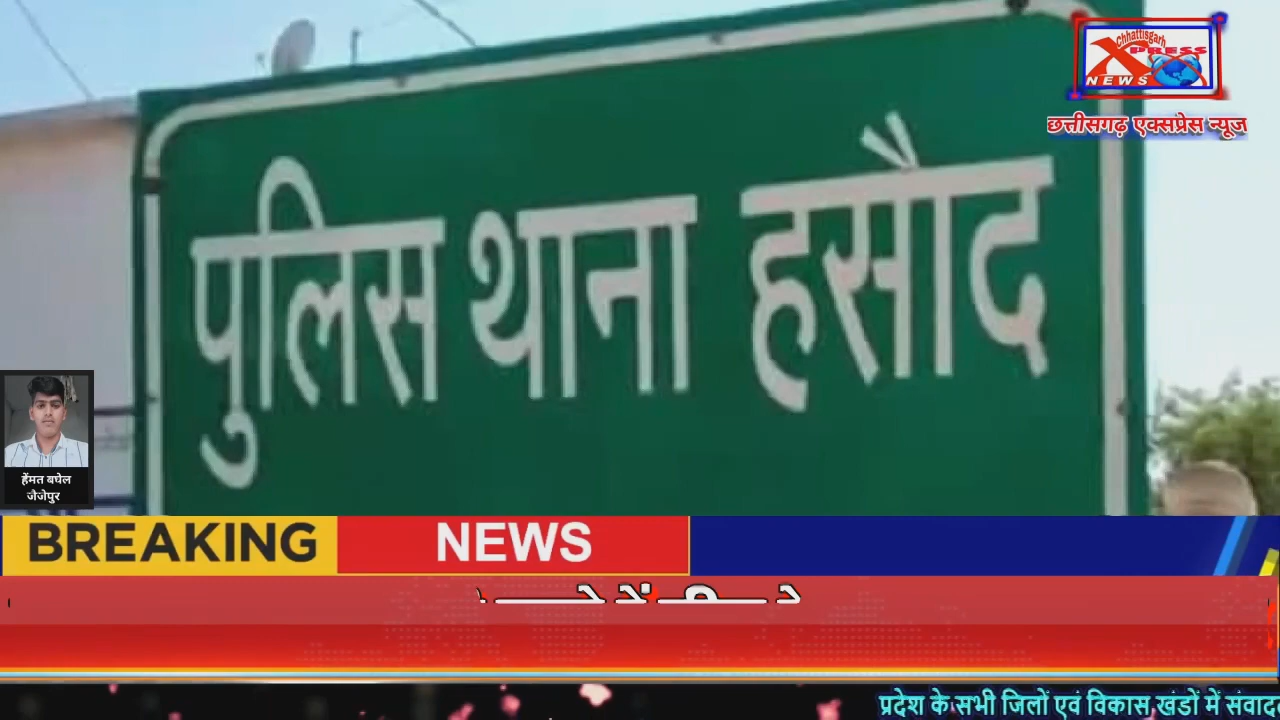 Chhattisgarh
XPRESS
NEWS
छत्तीसगढ़ एक्सप्रेस न्यूज
पुलिस थाना हसौद
हेंमत बघेल
जैजेपुर
BREAKING NEWS
प्रदेश के सभी जिलों एवं विकास खंडों में संवाद